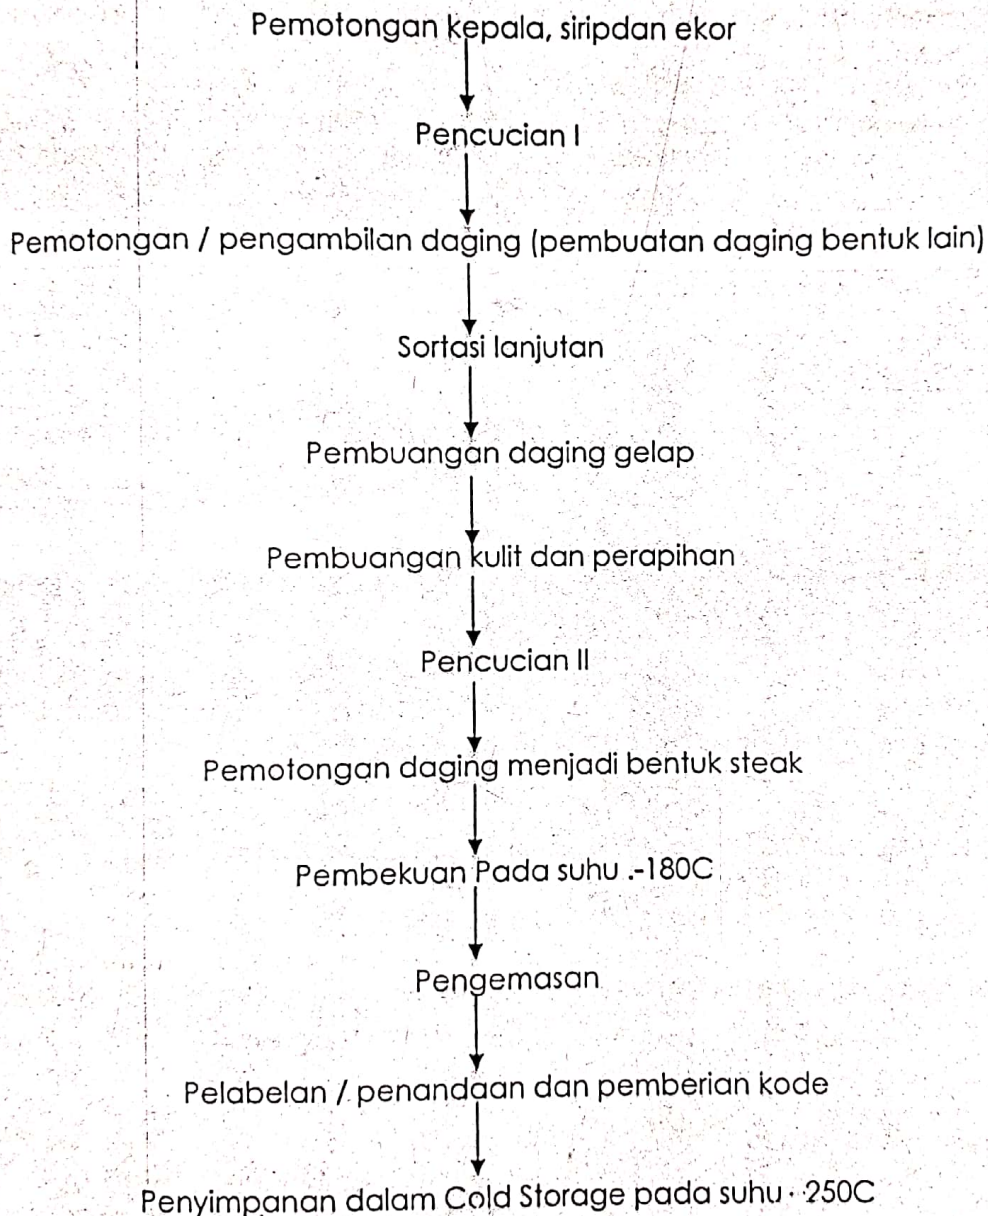 Pemotongan kepala, siripdan ekor
Pencucian I
Pemotongan / pengambilan daging (pembuatan daging bentuk lain)
Sortasi lanjutan
Pembuangan daging gelap
Pembuangan kulit dan perapihan
Pencucian II
Pemotongan daging menjadi bentuk steak
Pembekuan Pada suhu .-180C
Pengemasan
Pelabelan / penandaan dan pemberian kode
Penyimpanan dalam Cold Storage pada suhu - 250C